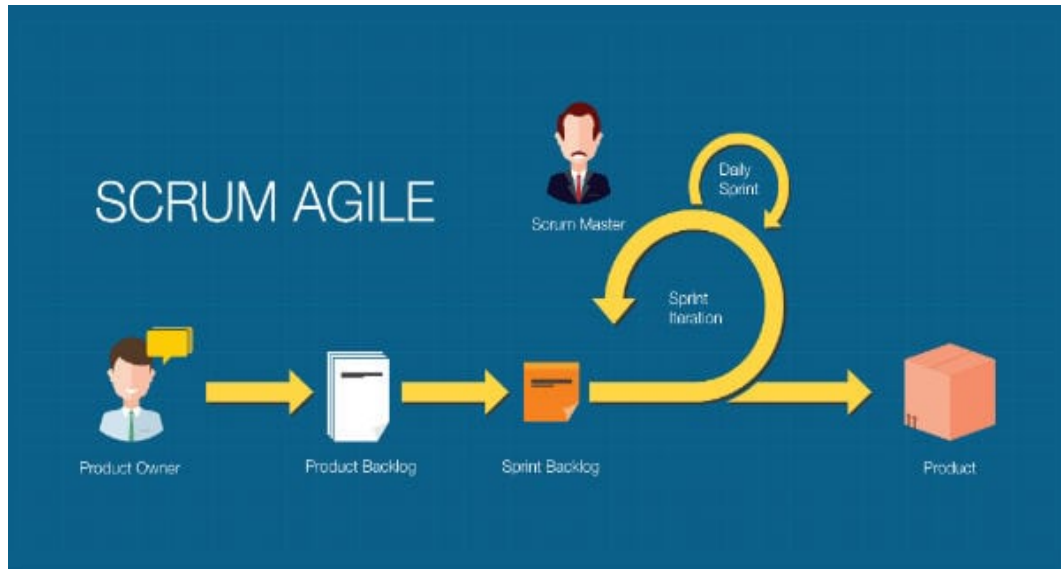 SCRUM AGILE
Scrum Master
Daily
Sprint
Sprint
Iteration
Product Owner
Product Backlog
Sprint Backlog
Product